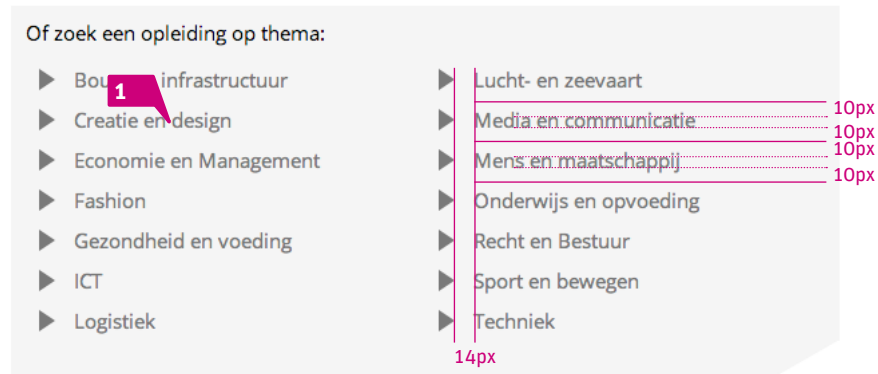 Of zoek een opleiding op thema:
Bou infrastructuur
1
Creatie en design
Economie en Management
Fashion
Gezondheid en voeding
ICT
Logistiek
Lucht- en zeevaart
Media en communicatie
Mens en maatschappij
Onderwijs en opvoeding
Recht en Bestuur
Sport en bewegen
Techniek
10px
10px
10px
10px
14px